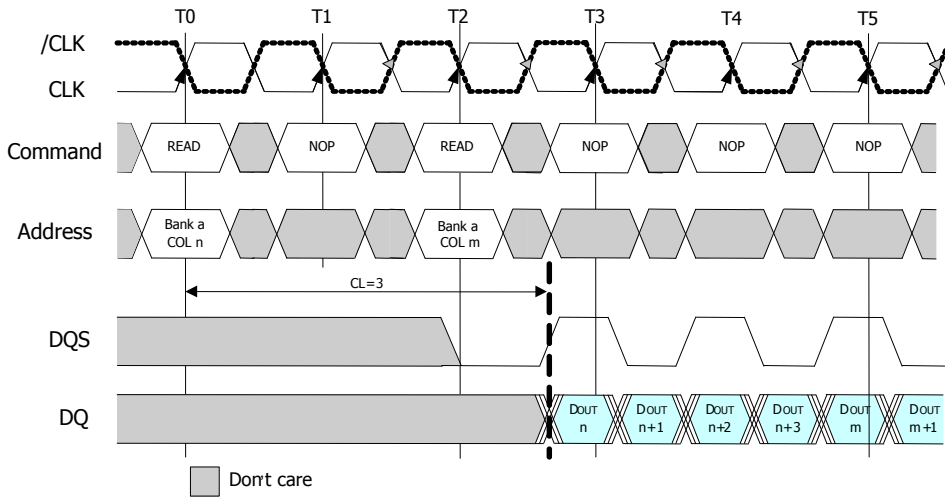 T0 T1 T2 T3 T4 T5
/CLK
CLK
Command READ NOP READ NOP NOP NOP
Address Bank a COL n Bank a COL m
CL=3
DQS
DQ DOUT n DOUT n+1 DOUT n+2 DOUT n+3 DOUT m DOUT m+1
Don't care